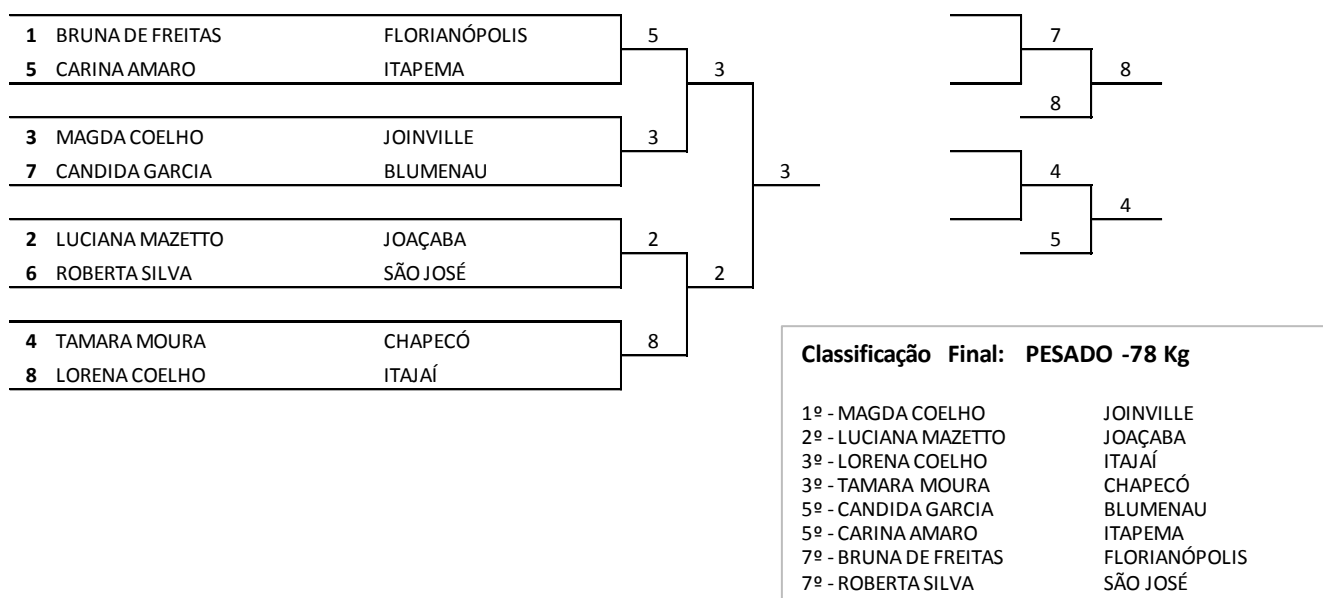 1 BRUNA DE FREITAS FLORIANÓPOLIS 5 7
5 CARINA AMARO ITAPEMA 3 8
8
3 MAGDA COELHO JOINVILLE 3
7 CANDIDA GARCIA BLUMENAU 3 4
4
2 LUCIANA MAZETTO JOAÇABA 2 5
6 ROBERTA SILVA SÃO JOSÉ 2
4 TAMARA MOURA CHAPECÓ 8
8 LORENA COELHO ITAJAÍ
Classificação Final: PESADO -78 Kg
1º - MAGDA COELHO JOINVILLE
2º - LUCIANA MAZETTO JOAÇABA
3º - LORENA COELHO ITAJAÍ
3º - TAMARA MOURA CHAPECÓ
5º - CANDIDA GARCIA BLUMENAU
5º - CARINA AMARO ITAPEMA
7º - BRUNA DE FREITAS FLORIANÓPOLIS
7º - ROBERTA SILVA SÃO JOSÉ